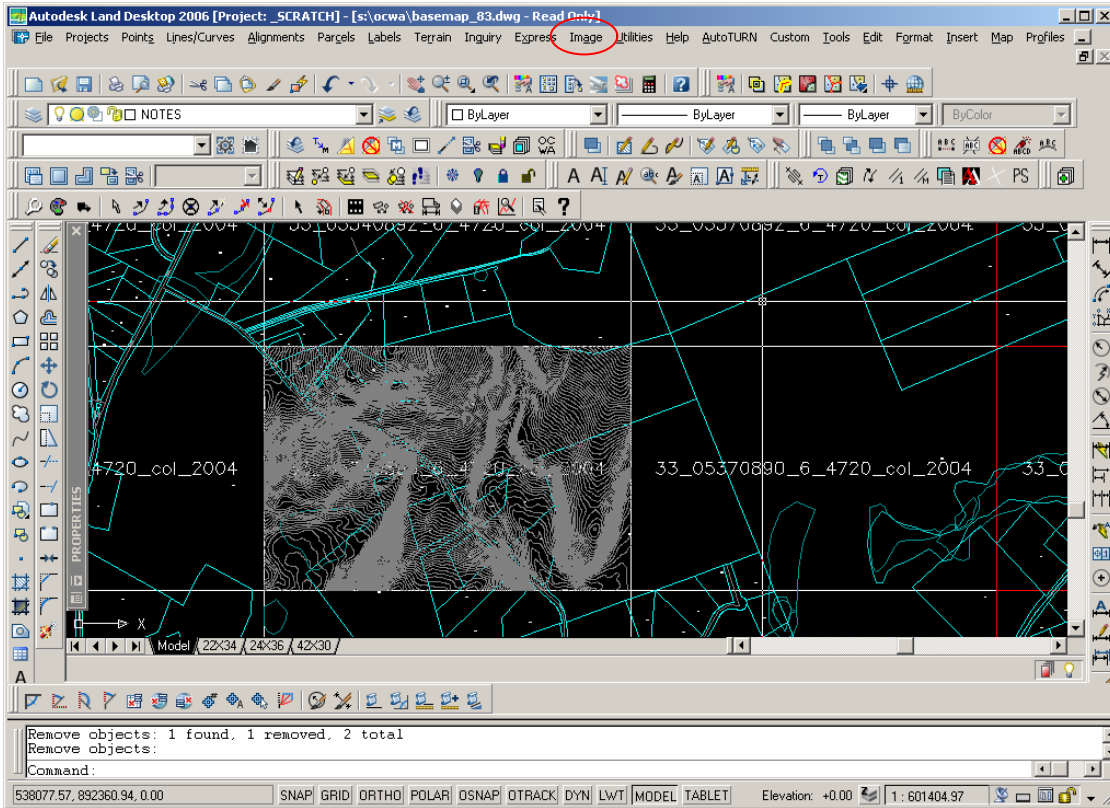 Autodesk Land Desktop 2006 [Project: _SCRATCH] - [s:\ocwa\basemap_83.dwg - Read Only]
File Projects Points Lines/Curves Alignments Parcels Labels Terrain Inquiry Express Image Utilities Help AutoTURN Custom Tools Edit Format Insert Map Profiles
NOTES ByLayer ByLayer ByLayer ByColor
PS
4720_col_2004 33_05370890_6_4720_col_2004
PROPERTIES
X
Model 22X34 24X36 42X30
Remove objects: 1 found, 1 removed, 2 total
Remove objects:
Command:
538077.57, 892360.94, 0.00 SNAP GRID ORTHO POLAR OSNAP OTRACK DYN LWT MODEL TABLET Elevation: +0.00 1 : 601404.97